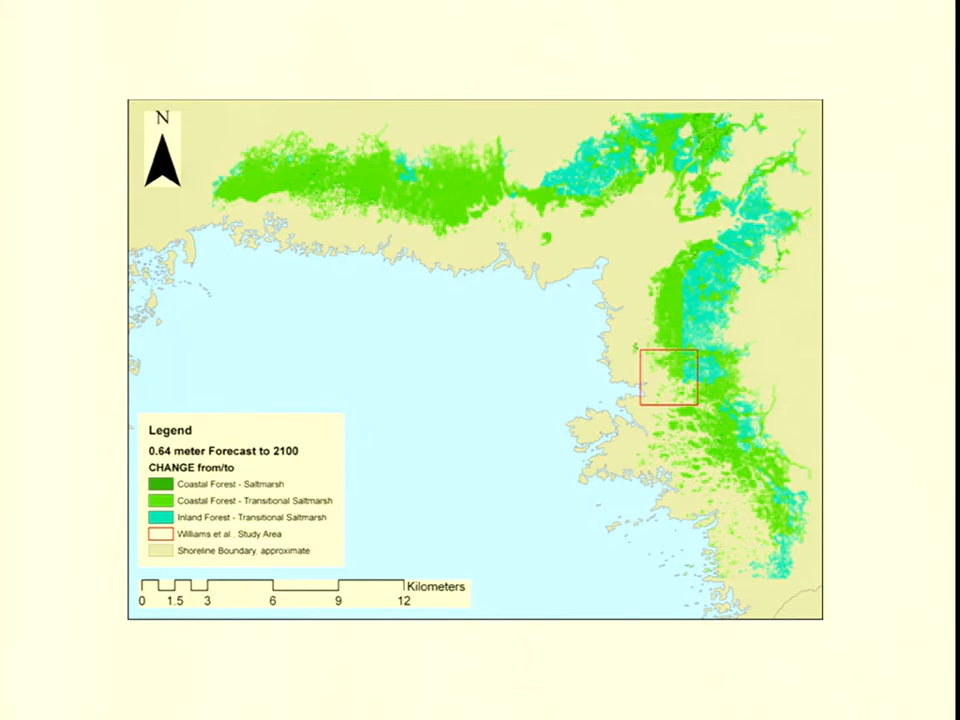 N
Legend
0.64 meter Forecast to 2100
CHANGE from/to
Coastal Forest - Saltmarsh
Coastal Forest - Transitional Saltmarsh
Inland Forest - Transitional Saltmarsh
Williams et al., Study Area
Shoreline Boundary, approximate
Kilometers
0 1.5 3 6 9 12